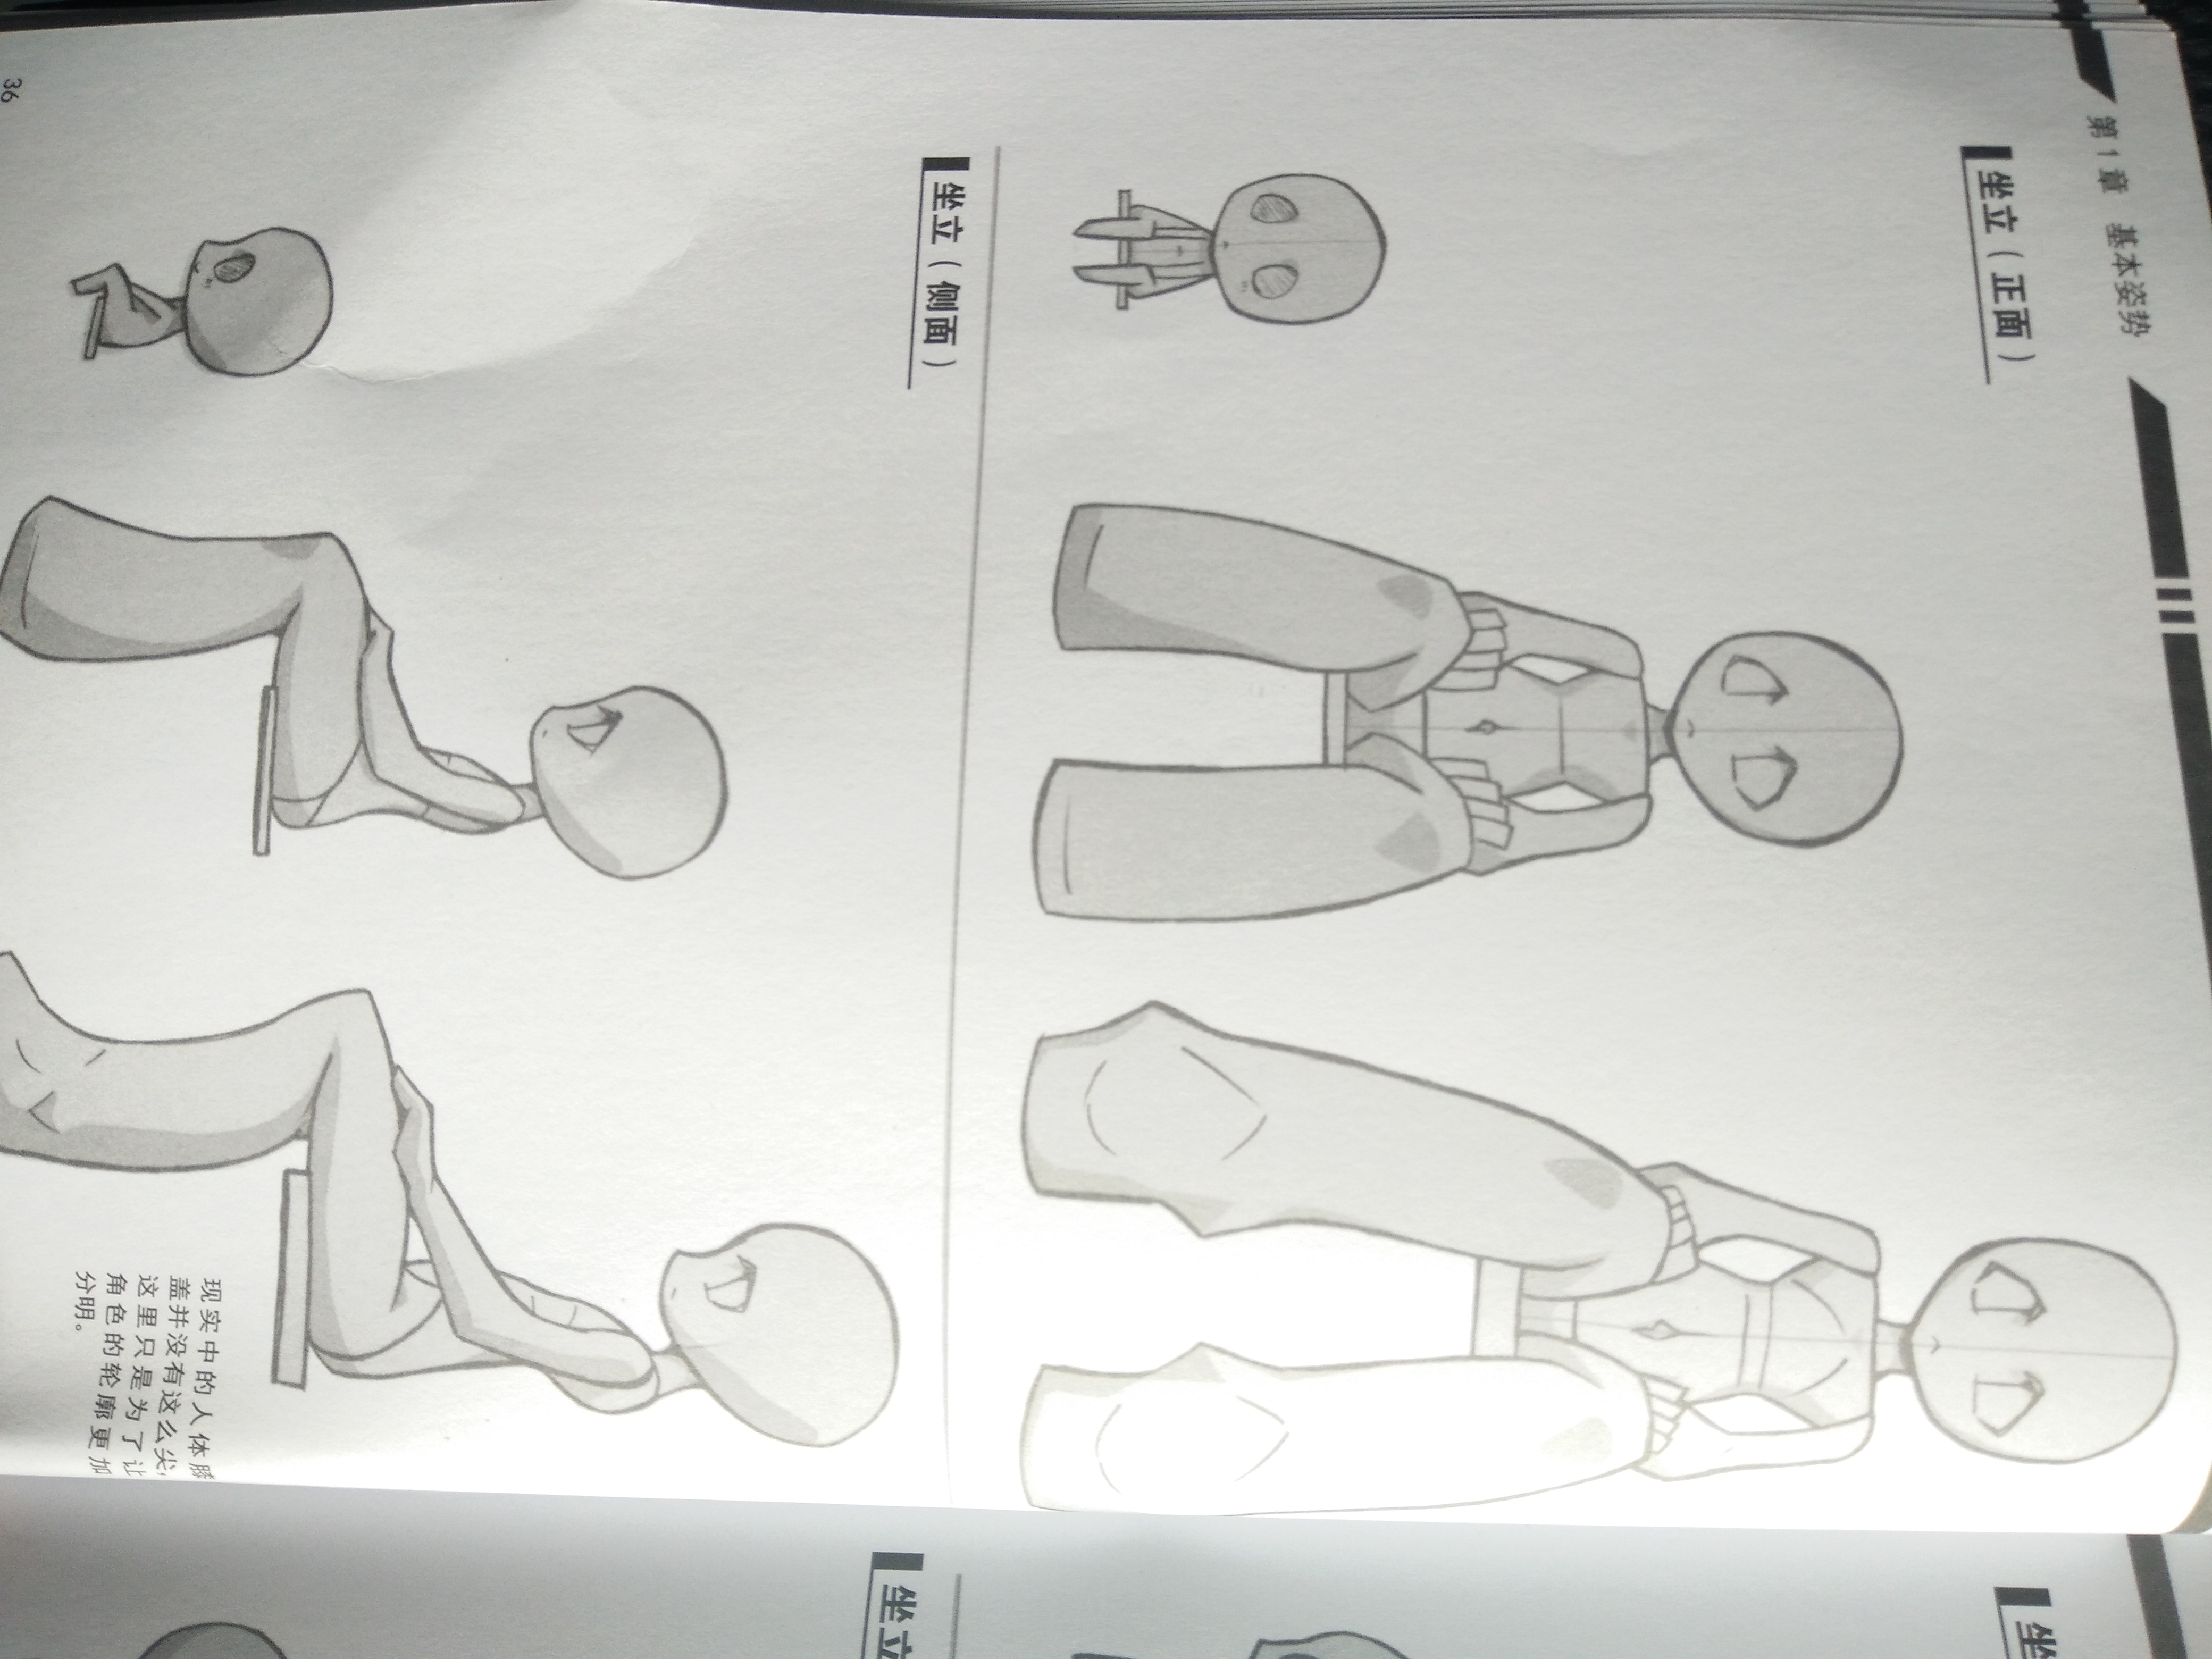 第1章 基本姿势
坐立（正面）
坐立（侧面）
现实中的人体膝
盖并没有这么尖，
这里只是为了让
角色的轮廓更加
分明。
36
坐
坐立